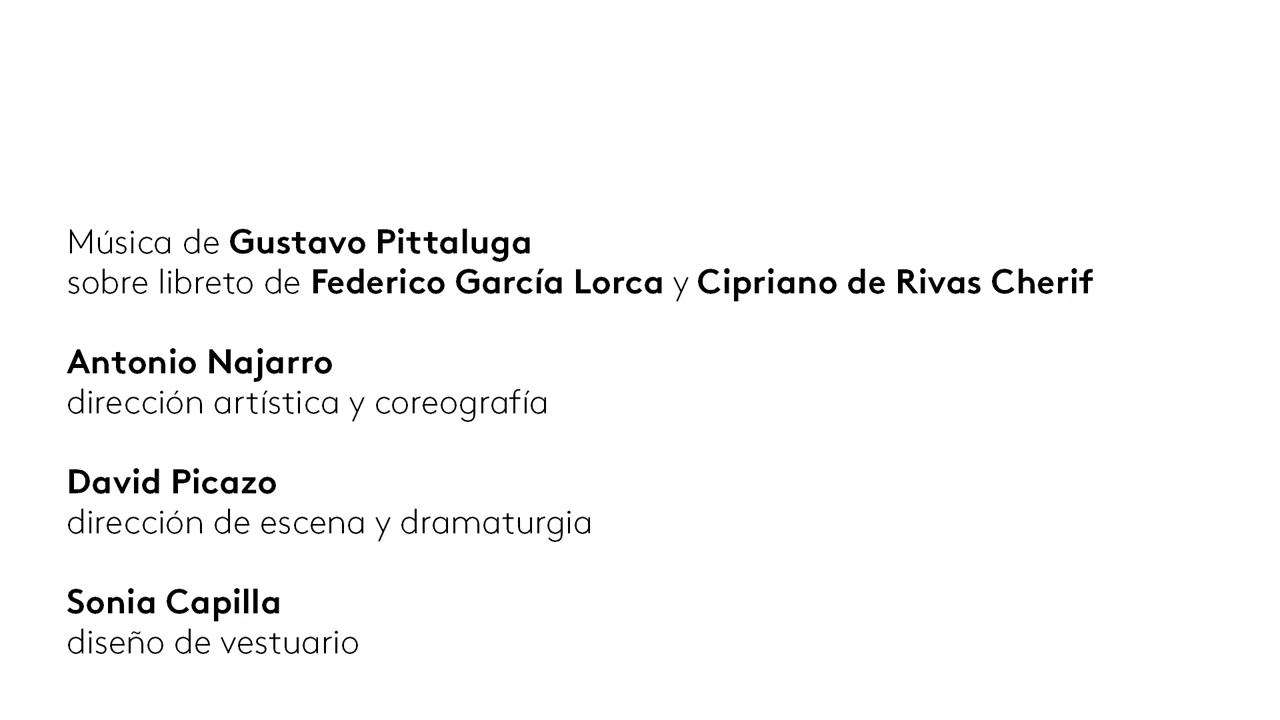 Música de Gustavo Pittaluga
sobre libreto de Federico García Lorca y Cipriano de Rivas Cherif
Antonio Najarro
dirección artística y coreografía
David Picazo
dirección de escena y dramaturgia
Sonia Capilla
diseño de vestuario